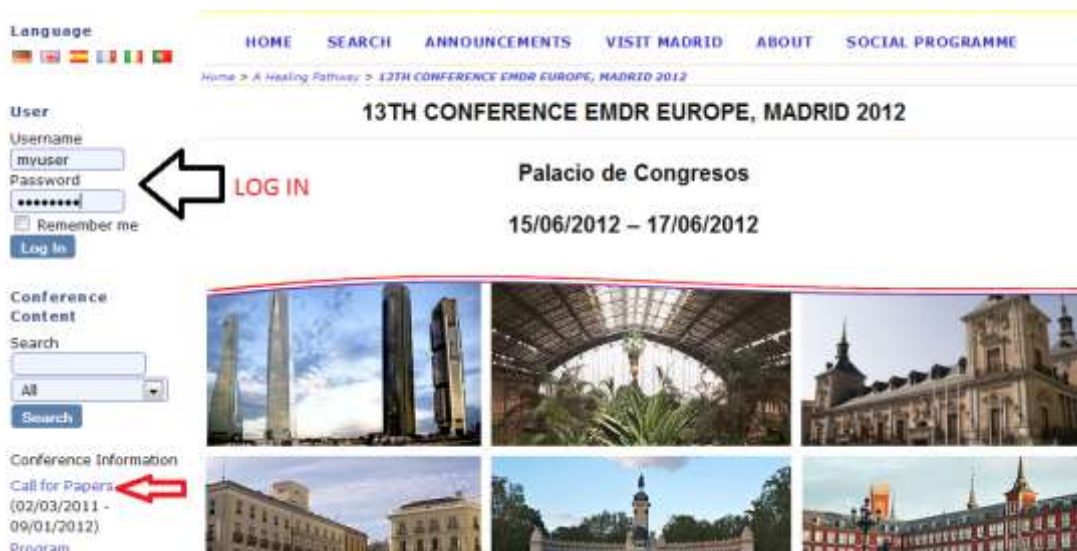 Language
User
Username
myuser
Password
Remember me
Log In
Conference
Content
Search
All
Search
Conference Information
Call for Papers
(02/03/2011 -
09/01/2012)
Program
HOME SEARCH ANNOUNCEMENTS VISIT MADRID ABOUT SOCIAL PROGRAMME
Home > A Healing Pathway > 13TH CONFERENCE EMDR EUROPE, MADRID 2012
13TH CONFERENCE EMDR EUROPE, MADRID 2012
LOG IN
Palacio de Congresos
15/06/2012 – 17/06/2012